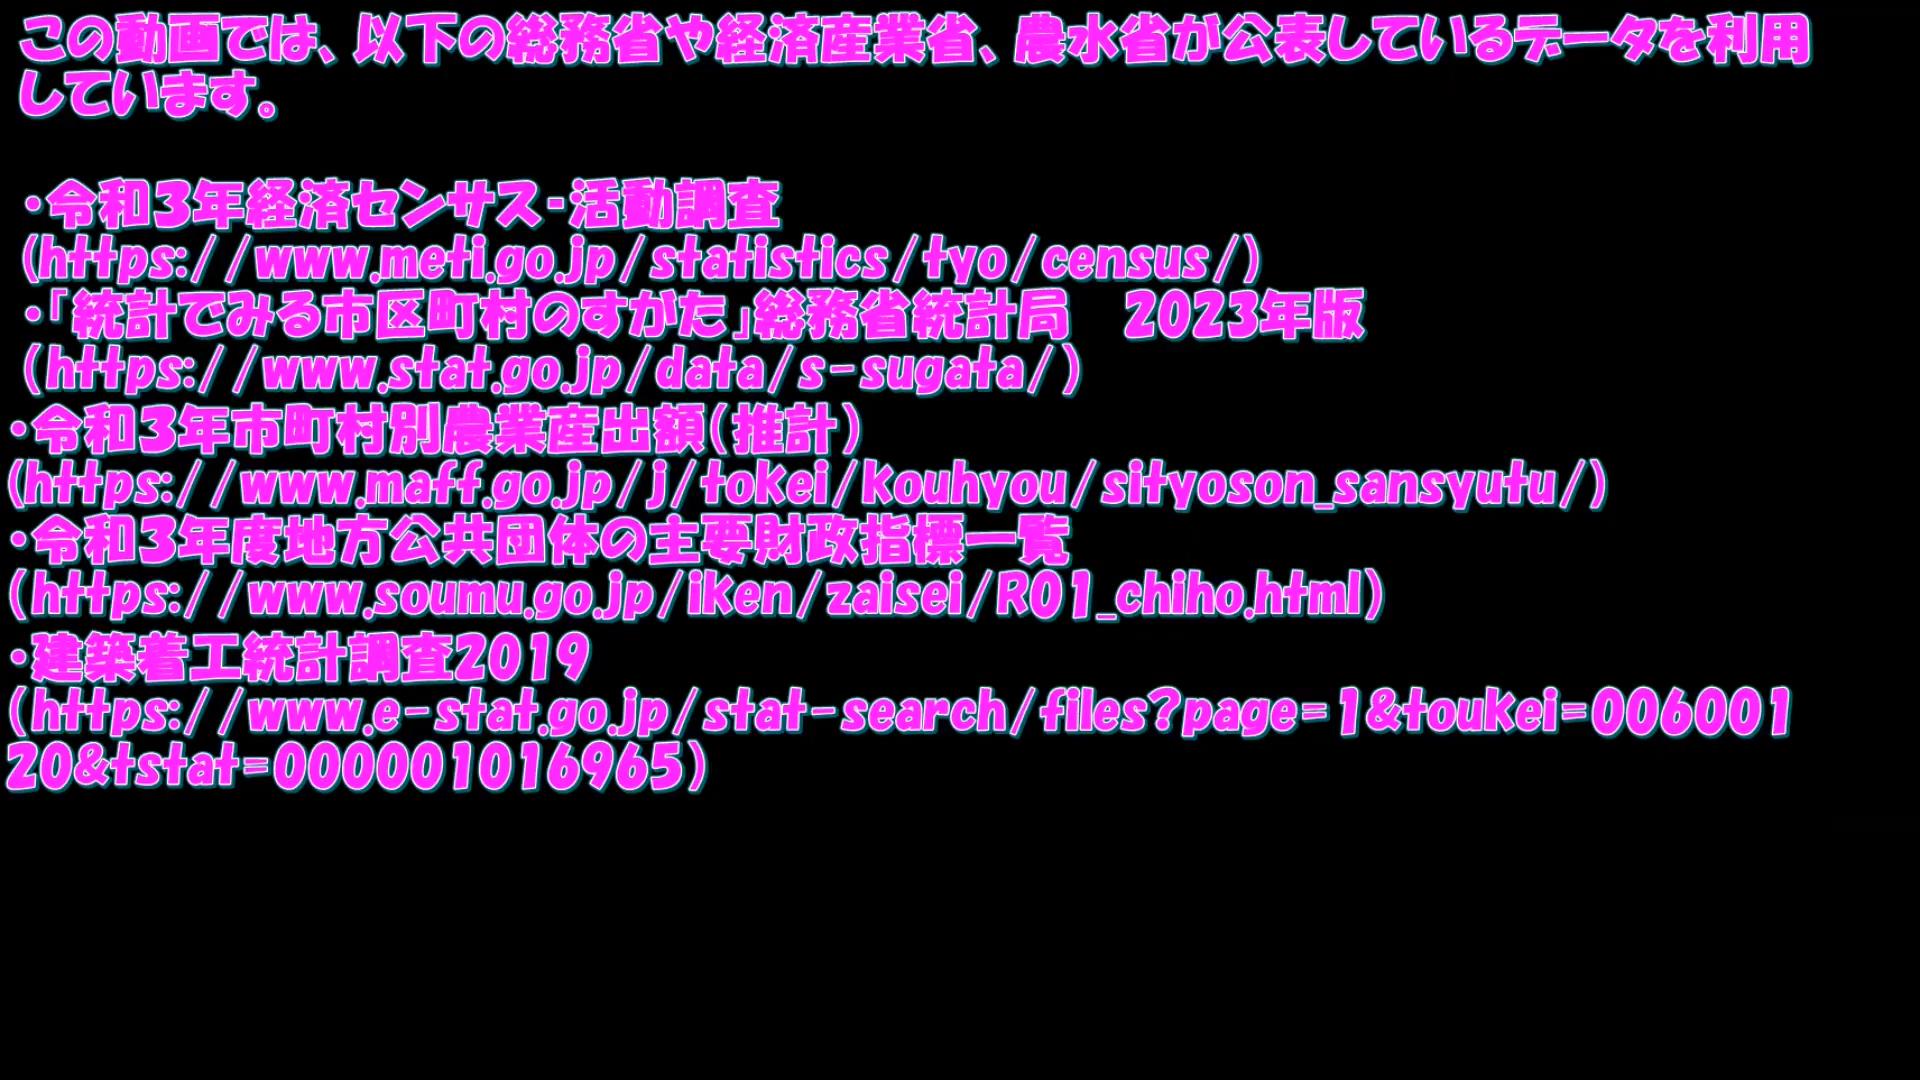 この動画では、以下の総務省や経済産業省、農水省が公表しているデータを利用
しています。
・令和3年経済センサス-活動調査
(https://www.meti.go.jp/statistics/tyo/census/)
・「統計でみる市区町村のすがた」総務省統計局　2023年版
(https://www.stat.go.jp/data/s-sugata/)
・令和3年市町村別農業産出額(推計)
(https://www.maff.go.jp/j/tokei/kouhyou/sityoson_sansyutu/)
・令和3年度地方公共団体の主要財政指標一覧
(https://www.soumu.go.jp/iken/zaisei/R01_chiho.html)
・建築着工統計調査2019
(https://www.e-stat.go.jp/stat-search/files?page=1&toukei=006001
20&tstat=000001016965)